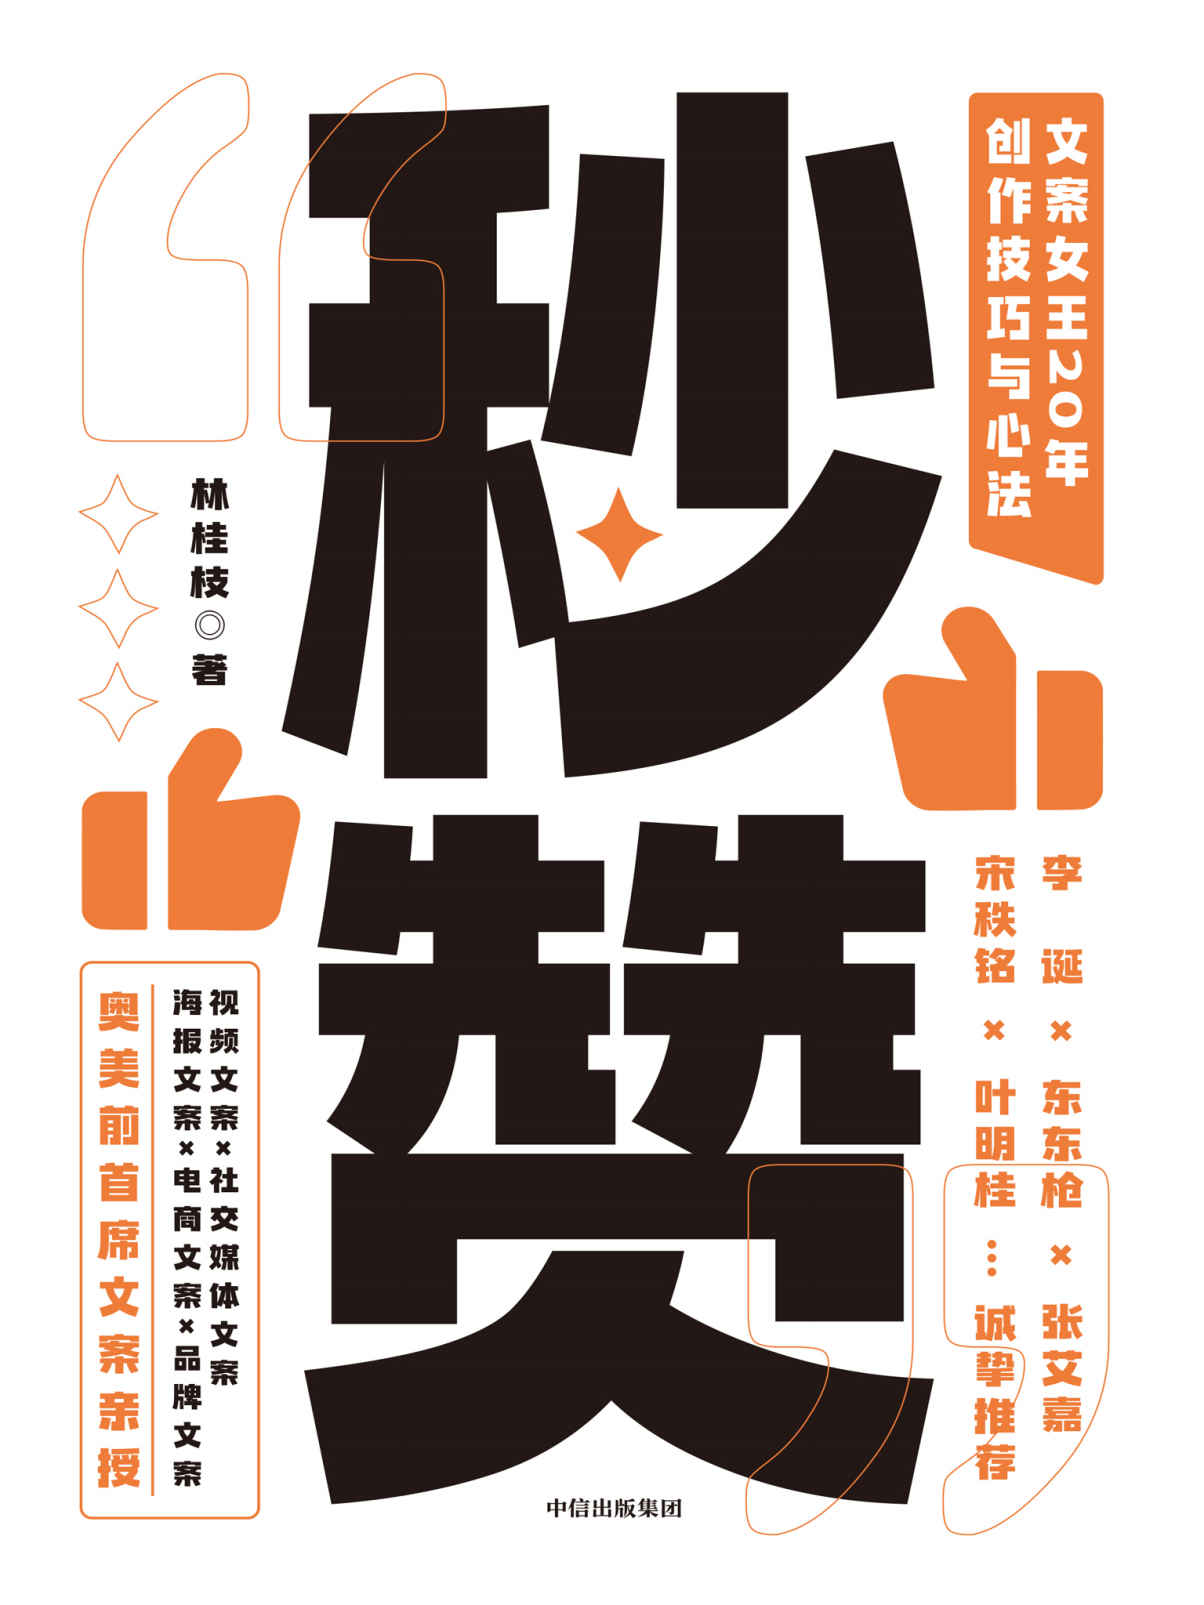 秒赞
文案女王20年
创作技巧与心法
林桂枝◎著
李 诞×东东枪×张艾嘉
宋秩铭×叶明桂…诚挚推荐
视频文案×社交媒体文案
海报文案×电商文案×品牌文案
奥美前首席文案亲授
中信出版集团